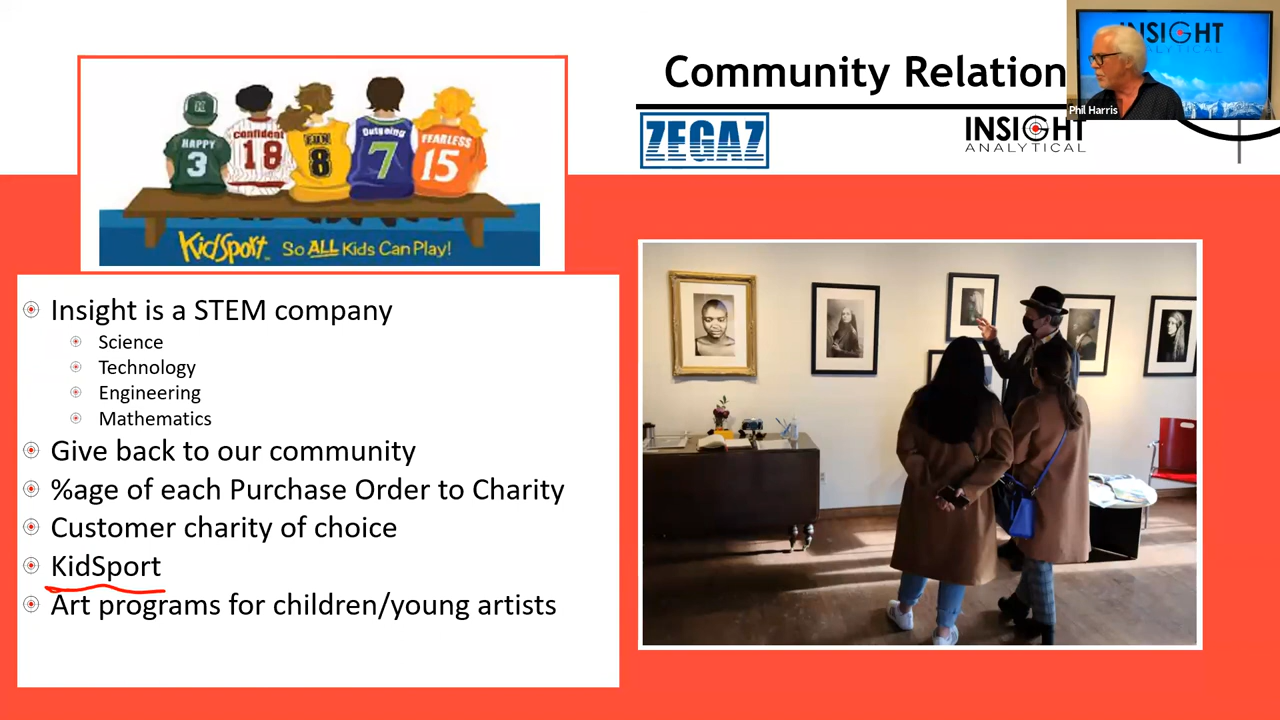 Community Relation
INSIGHT
ANALYTICAL
Phil Harris
ZEGAZ
INSIGHT
ANALYTICAL
K
HAPPY
3
Confident
18
FUN
8
Outgoing
7
FEARLESS
15
KidSport™ So ALL Kids Can Play!
Insight is a STEM company
Science
Technology
Engineering
Mathematics
Give back to our community
%age of each Purchase Order to Charity
Customer charity of choice
KidSport
Art programs for children/young artists